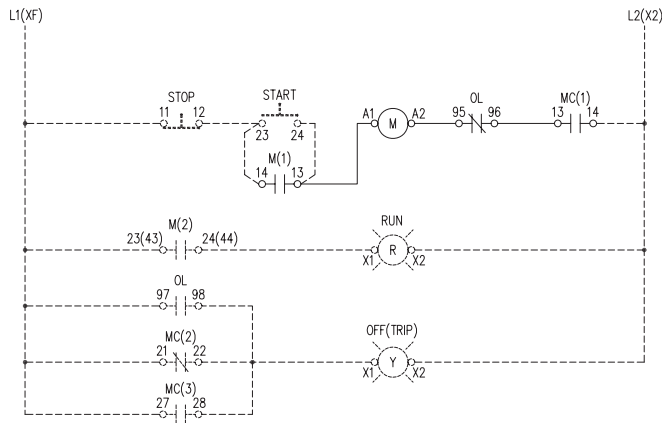 L1(XF) L2(X2)
STOP START OL MC(1)
11 12 23 24 A1 M A2 95 96 13 14
M(1)
14 13
M(2) RUN
23(43) 24(44) X1 R X2
OL
97 98
MC(2) OFF(TRIP)
21 22 X1 Y X2
MC(3)
27 28